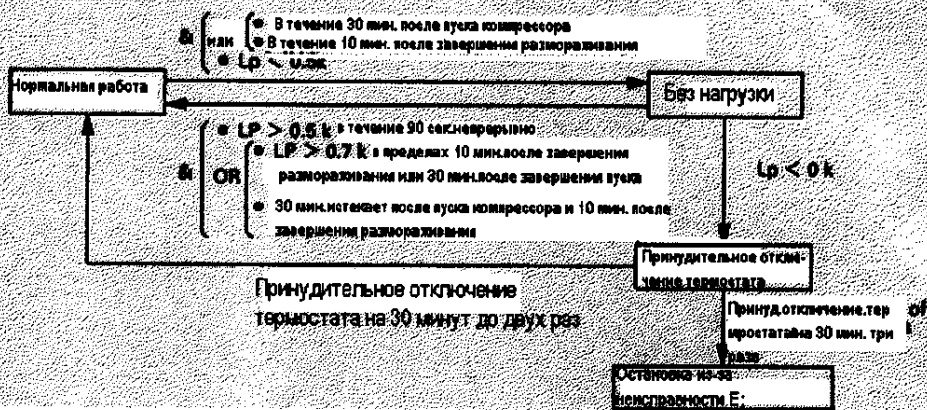 & или • В течение 30 мин. после пуска компрессора
• В течение 10 мин. после завершения размораживания
• Lp <
Нормальная работа
Без нагрузки
& • LP > 0.5 k в течение 90 сек.непрерывно
OR • LP > 0.7 k в пределах 10 мин.после завершения
размораживания или 30 мин.после завершения пуска
• 30 мин.истекает после пуска компрессора и 10 мин. после
завершения размораживания
Lp < 0 k
Принудительное отклю-
чение термостата
Принудительное отключение
термостата на 30 минут до двух раз
Принуд.отключение.тер of
мростатайна 30 мин. три
раза
Остановка из-за
неисправности E: